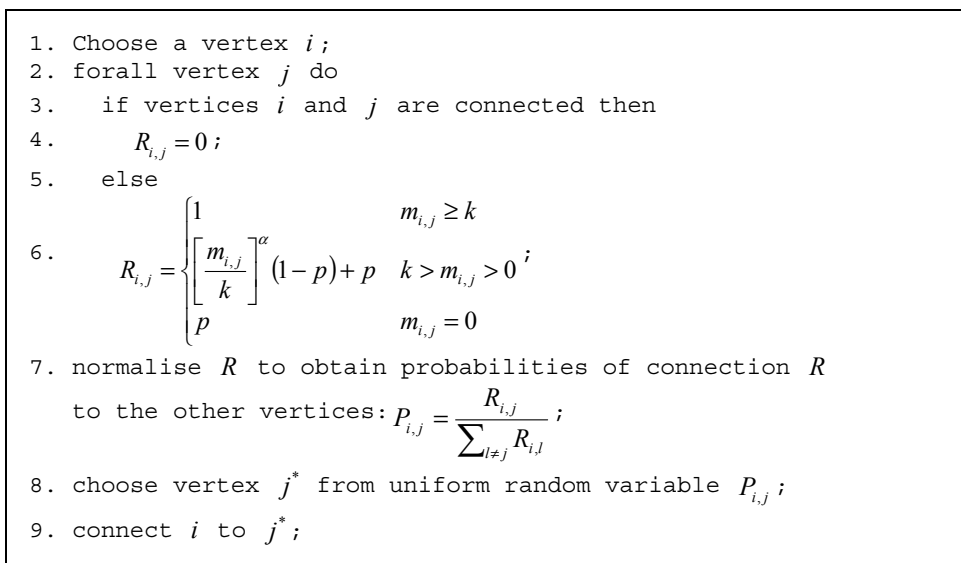 1. Choose a vertex i;
2. forall vertex j do
3. if vertices i and j are connected then
4. R_{i,j} = 0;
5. else
6. R_{i,j} = { 1 m_{i,j} ≥ k
[m_{i,j} / k]^α (1 − p) + p k > m_{i,j} > 0 ;
p m_{i,j} = 0
7. normalise R to obtain probabilities of connection R
to the other vertices: P_{i,j} = R_{i,j} / ∑_{l≠j} R_{i,l} ;
8. choose vertex j^* from uniform random variable P_{i,j};
9. connect i to j^*;